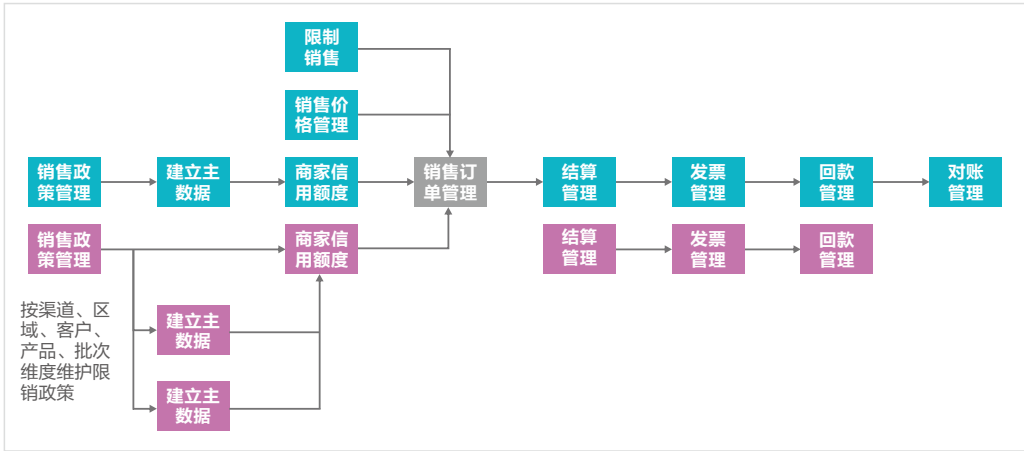 限制
销售
销售价
格管理
销售政
策管理
建立主
数据
商家信
用额度
销售订
单管理
结算
管理
发票
管理
回款
管理
对账
管理
销售政
策管理
商家信
用额度
结算
管理
发票
管理
回款
管理
按渠道、区
域、客户、
产品、批次
维度维护限
销政策
建立主
数据
建立主
数据